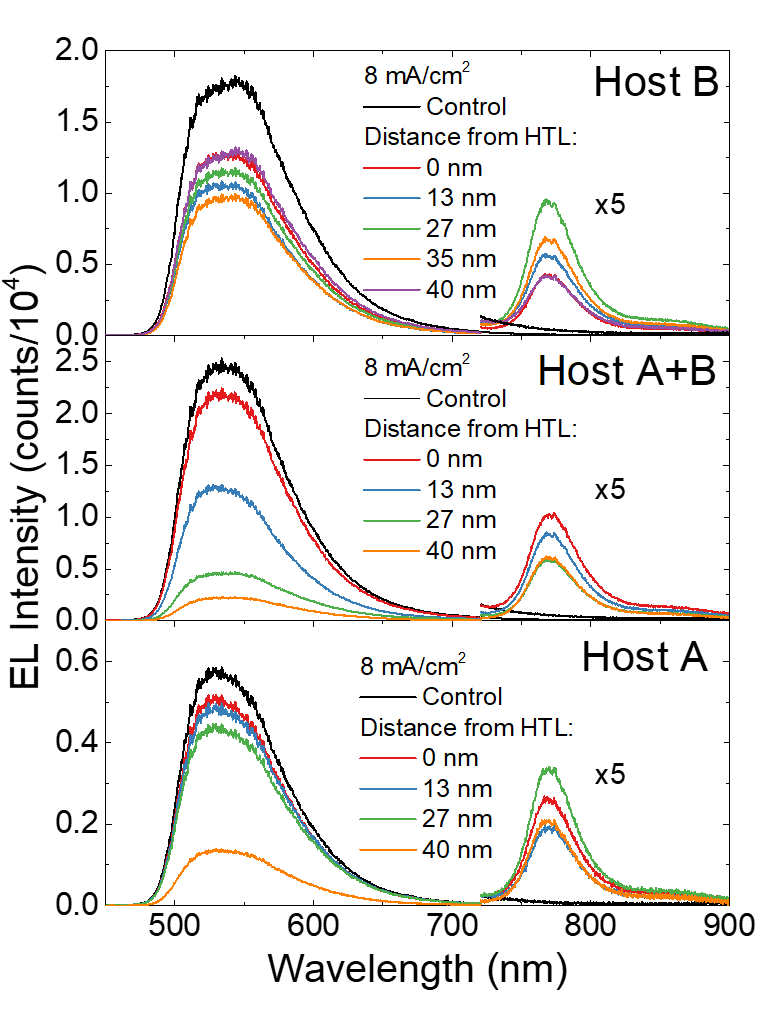 EL Intensity (counts/10⁴)
2.0
1.5
1.0
0.5
0.0
8 mA/cm²
Control
Distance from HTL:
0 nm
13 nm
27 nm
35 nm
40 nm
Host B
x5
2.5
2.0
1.5
1.0
0.5
0.0
8 mA/cm²
Control
Distance from HTL:
0 nm
13 nm
27 nm
40 nm
Host A+B
x5
0.6
0.4
0.2
0.0
8 mA/cm²
Control
Distance from HTL:
0 nm
13 nm
27 nm
40 nm
Host A
x5
500 600 700 800 900
Wavelength (nm)